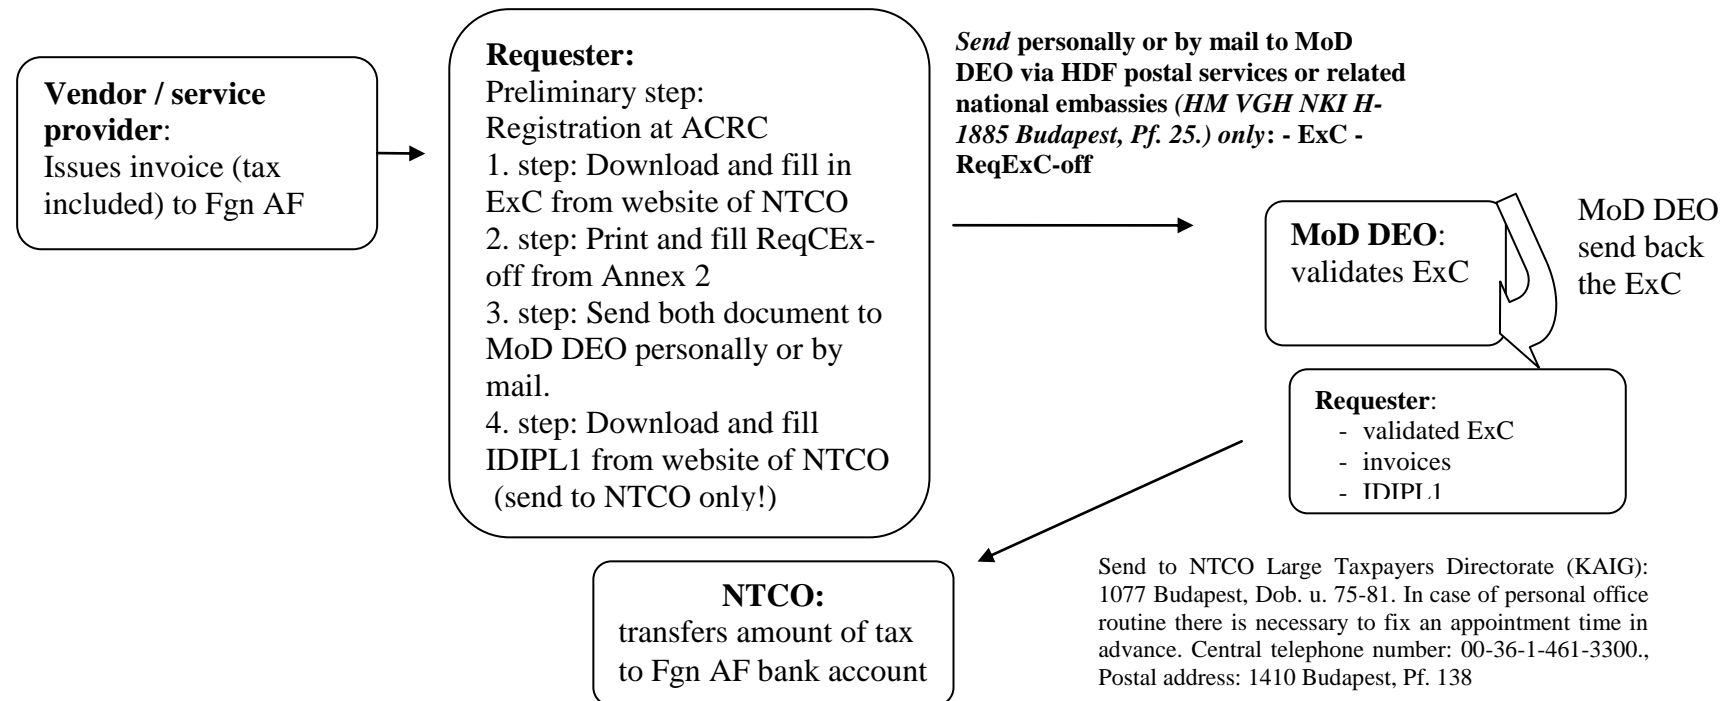 Vendor / service
provider:
Issues invoice (tax
included) to Fgn AF
Requester:
Preliminary step:
Registration at ACRC
1. step: Download and fill in
ExC from website of NTCO
2. step: Print and fill ReqCEx-
off from Annex 2
3. step: Send both document to
MoD DEO personally or by
mail.
4. step: Download and fill
IDIPL1 from website of NTCO
(send to NTCO only!)
Send personally or by mail to MoD
DEO via HDF postal services or related
national embassies (HM VGH NKI H-
1885 Budapest, Pf. 25.) only: - ExC -
ReqExC-off
MoD DEO:
validates ExC
MoD DEO
send back
the ExC
Requester:
- validated ExC
- invoices
- IDIPL1
NTCO:
transfers amount of tax
to Fgn AF bank account
Send to NTCO Large Taxpayers Directorate (KAIG):
1077 Budapest, Dob. u. 75-81. In case of personal office
routine there is necessary to fix an appointment time in
advance. Central telephone number: 00-36-1-461-3300.,
Postal address: 1410 Budapest, Pf. 138